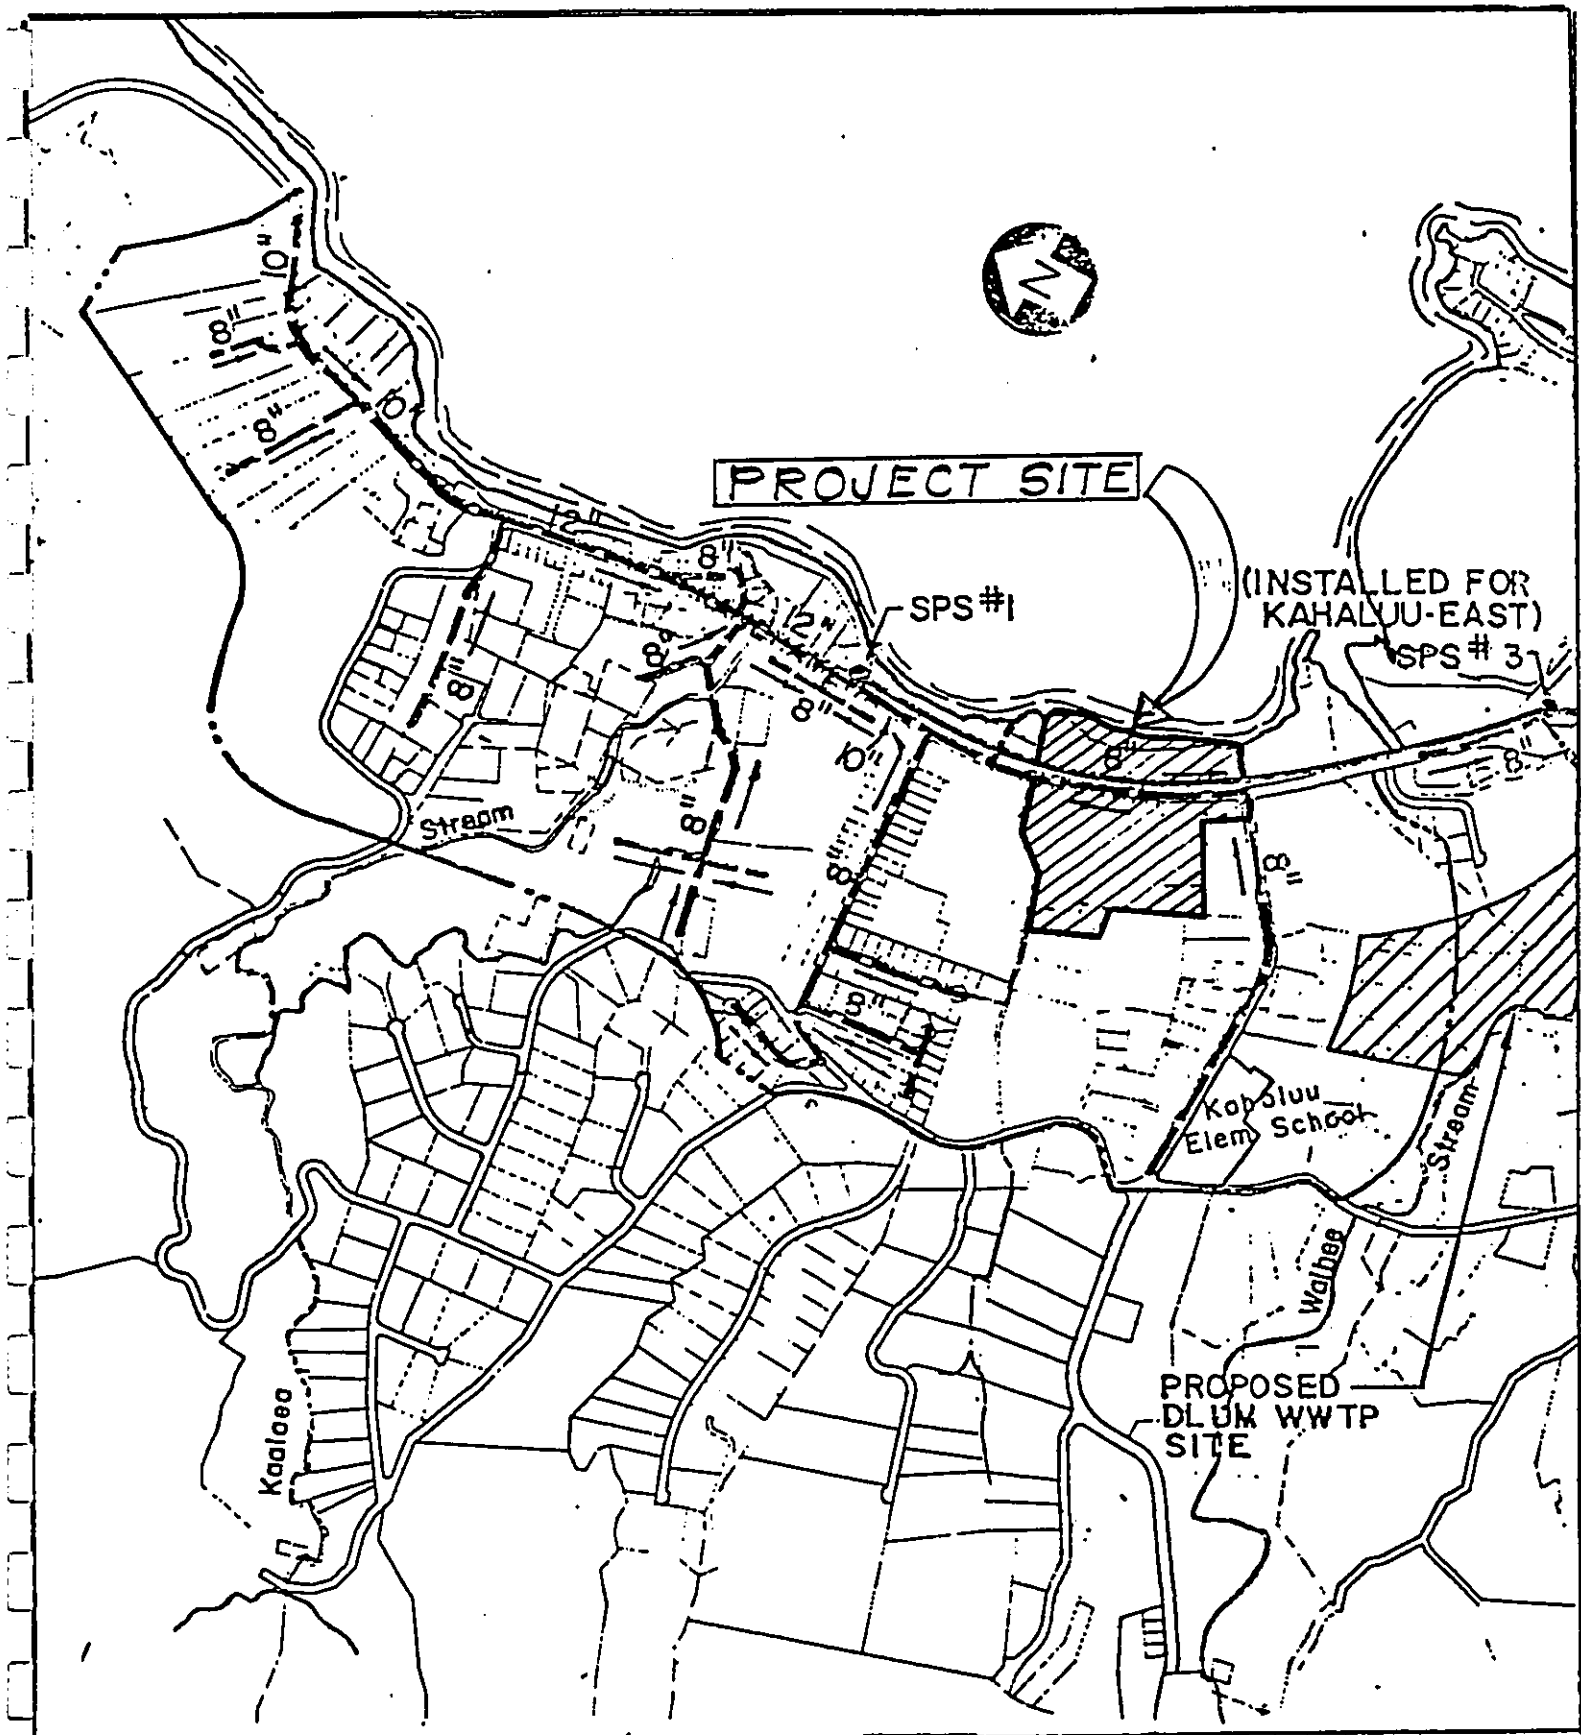 N
10"
8"
8"
10"
PROJECT SITE
12"
8"
(INSTALLED FOR
KAHALUU-EAST)
SPS #1
12"
SPS # 3
8"
8"
8"
10"
8"
8"
Stream
8"
8"
8"
8"
Kahaluu
Elem School
Stream
Waihee
PROPOSED
DLUM WWTP
SITE
Kaalaea